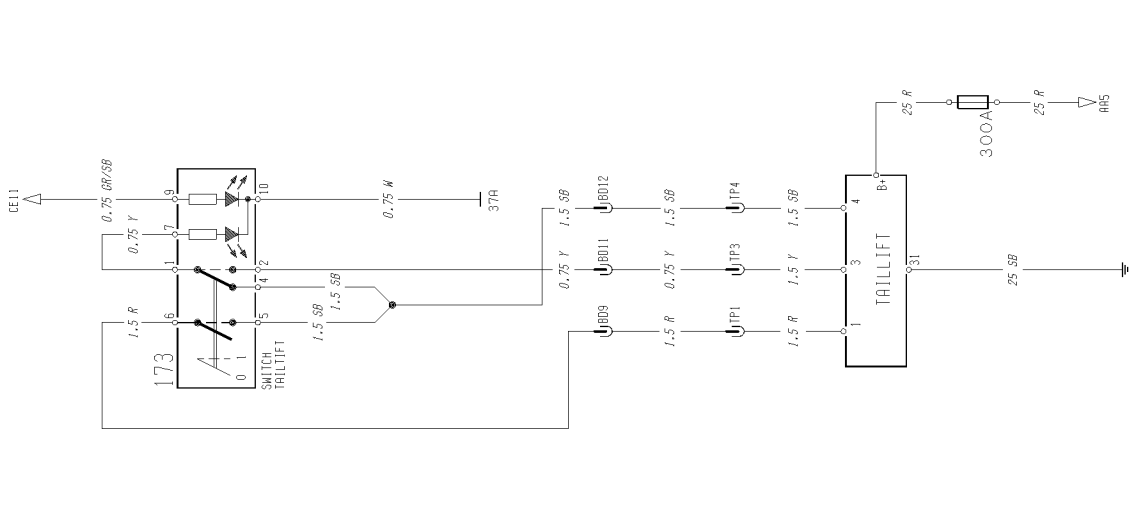 CE11
0.75 GR/SB
9
10
0.75 W
37A
0.75 Y
7
1
2
4
1.5 SB
1.5 R
6
5
1.5 SB
173
0
1
SWITCH
TAILTIFT
1.5 SB
BD12
1.5 SB
TP4
1.5 SB
4
0.75 Y
BD11
0.75 Y
TP3
1.5 Y
3
BD9
1.5 R
TP1
1.5 R
1
TAILLIFT
B+
31
25 R
300A
25 R
AA5
25 SB